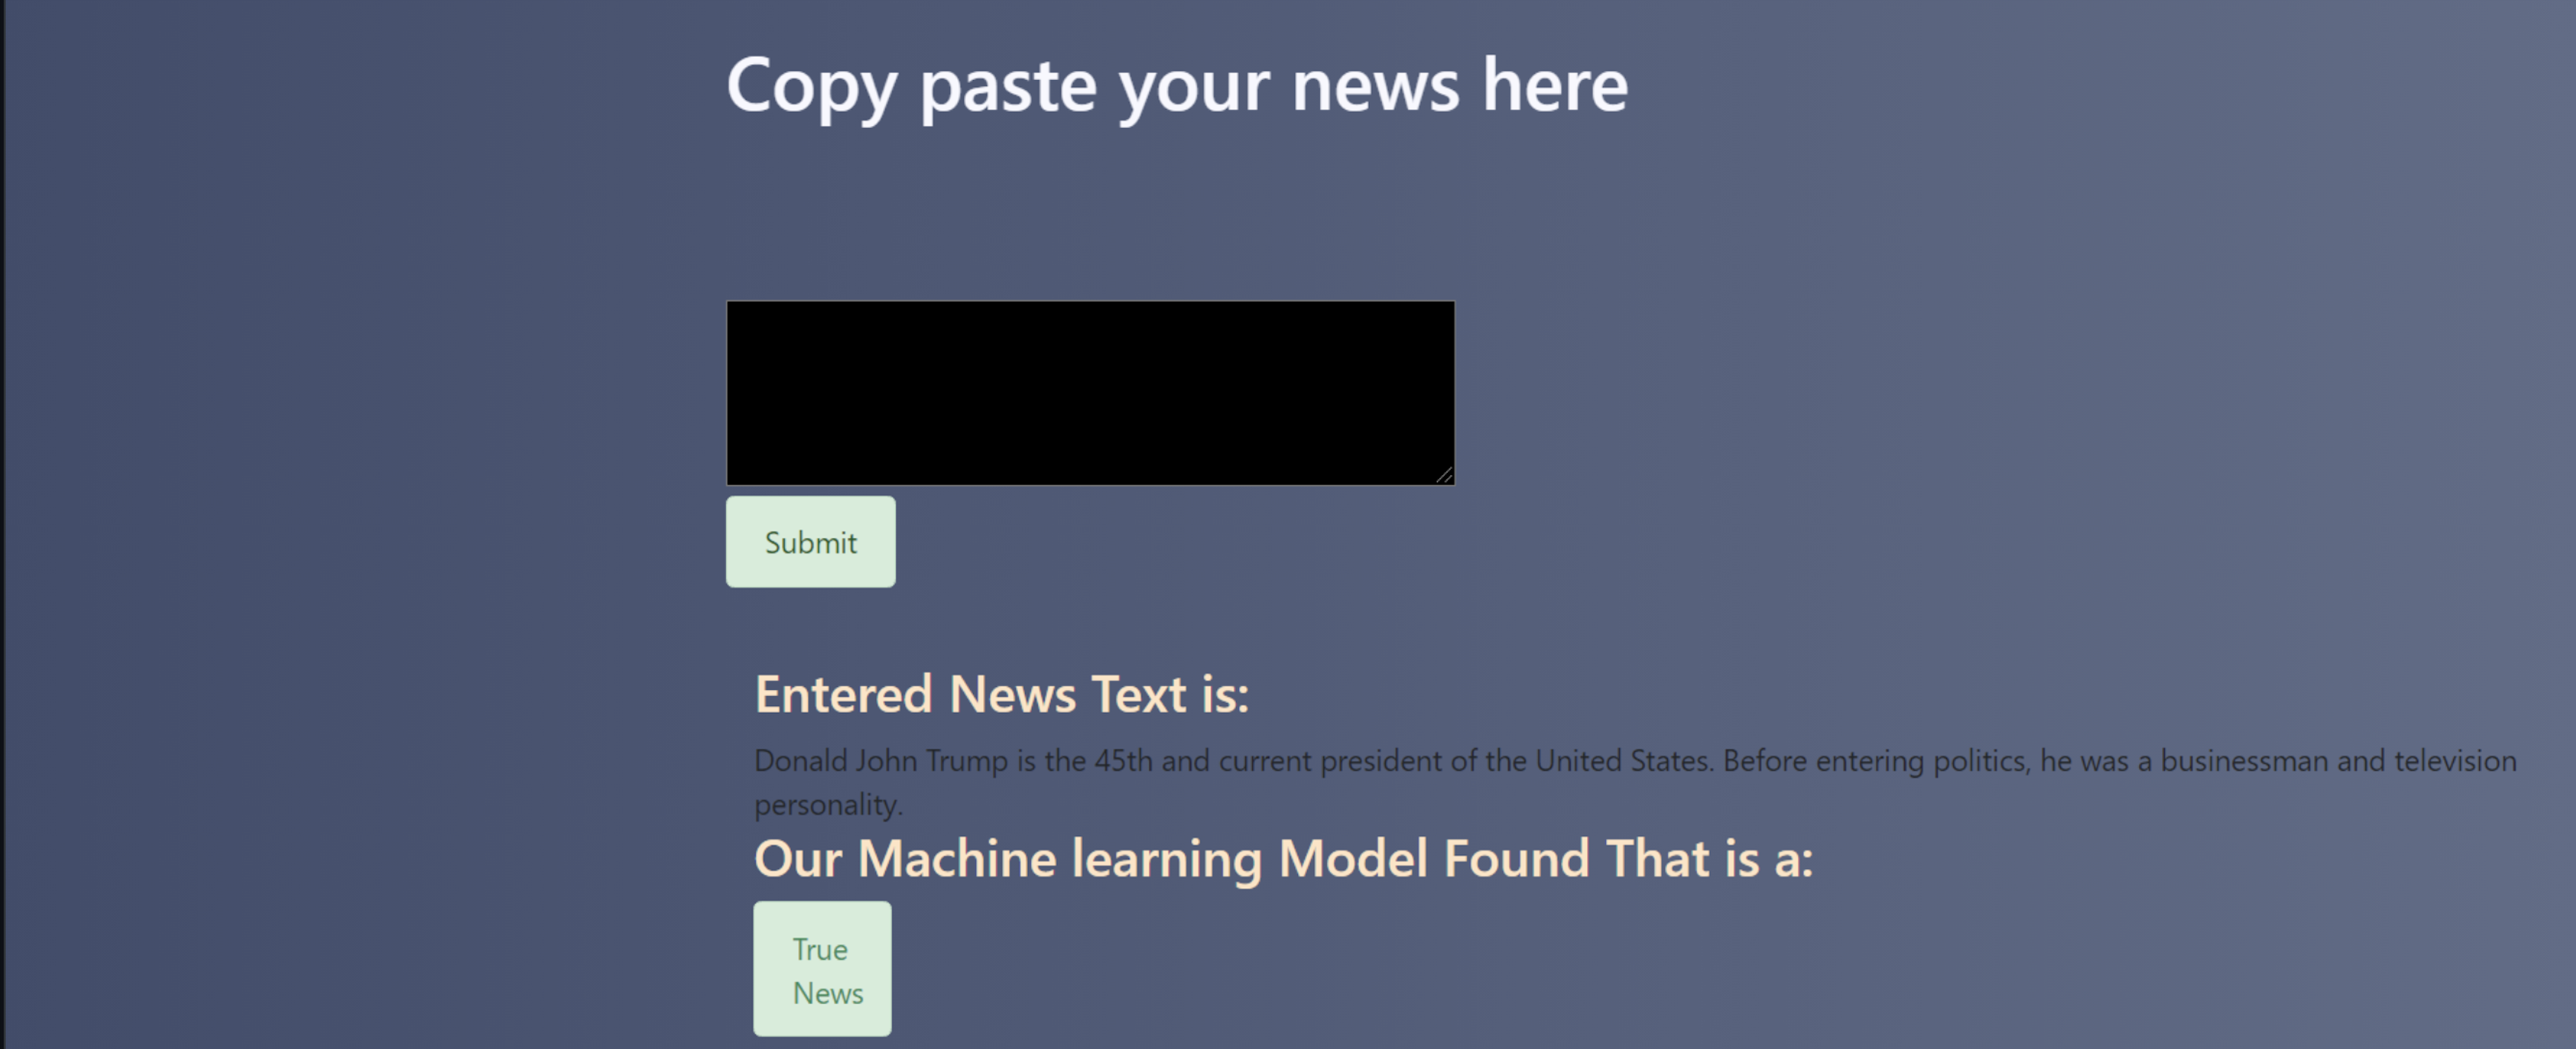 Copy paste your news here
Submit
Entered News Text is:
Donald John Trump is the 45th and current president of the United States. Before entering politics, he was a businessman and television
personality.
Our Machine learning Model Found That is a:
True
News